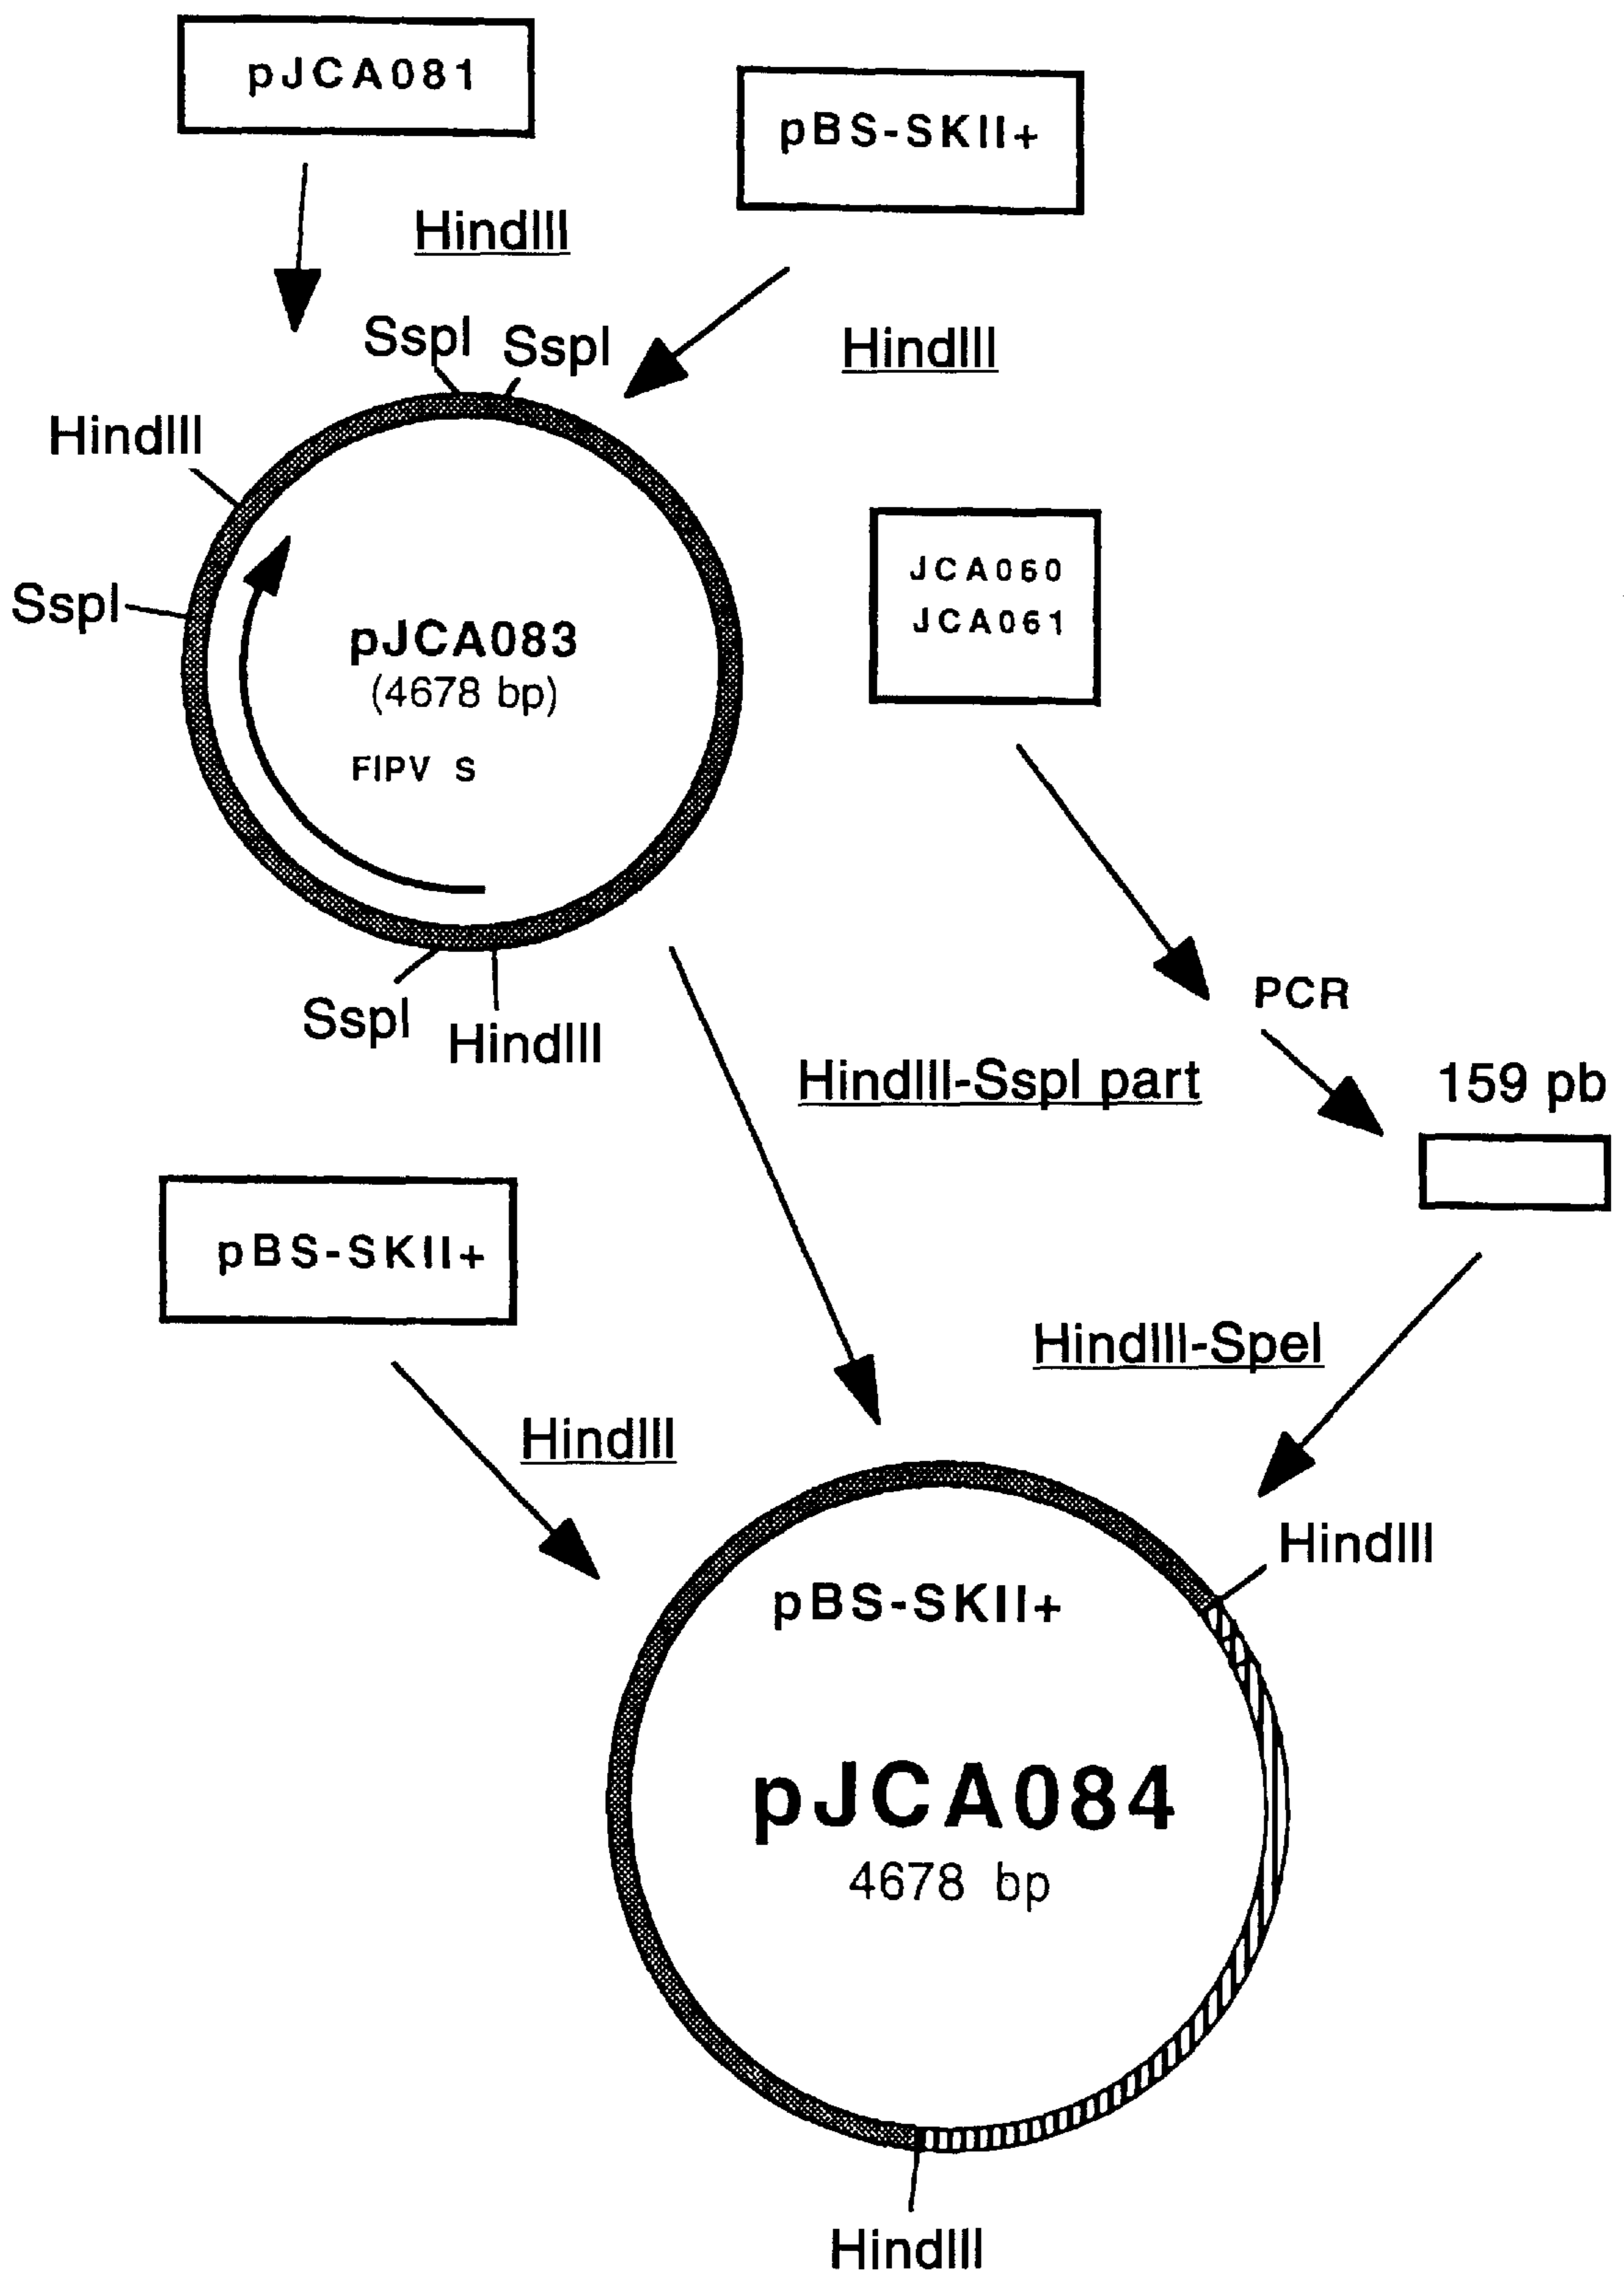 pJCA081
pBS-SKII+
HindIII
HindIII
SspI
SspI
HindIII
SspI
pJCA083
(4678 bp)
FIPV S
JCA060
JCA061
SspI
HindIII
PCR
HindIII-SspI part
159 pb
pBS-SKII+
HindIII-SpeI
HindIII
HindIII
pBS-SKII+
pJCA084
4678 bp
HindIII